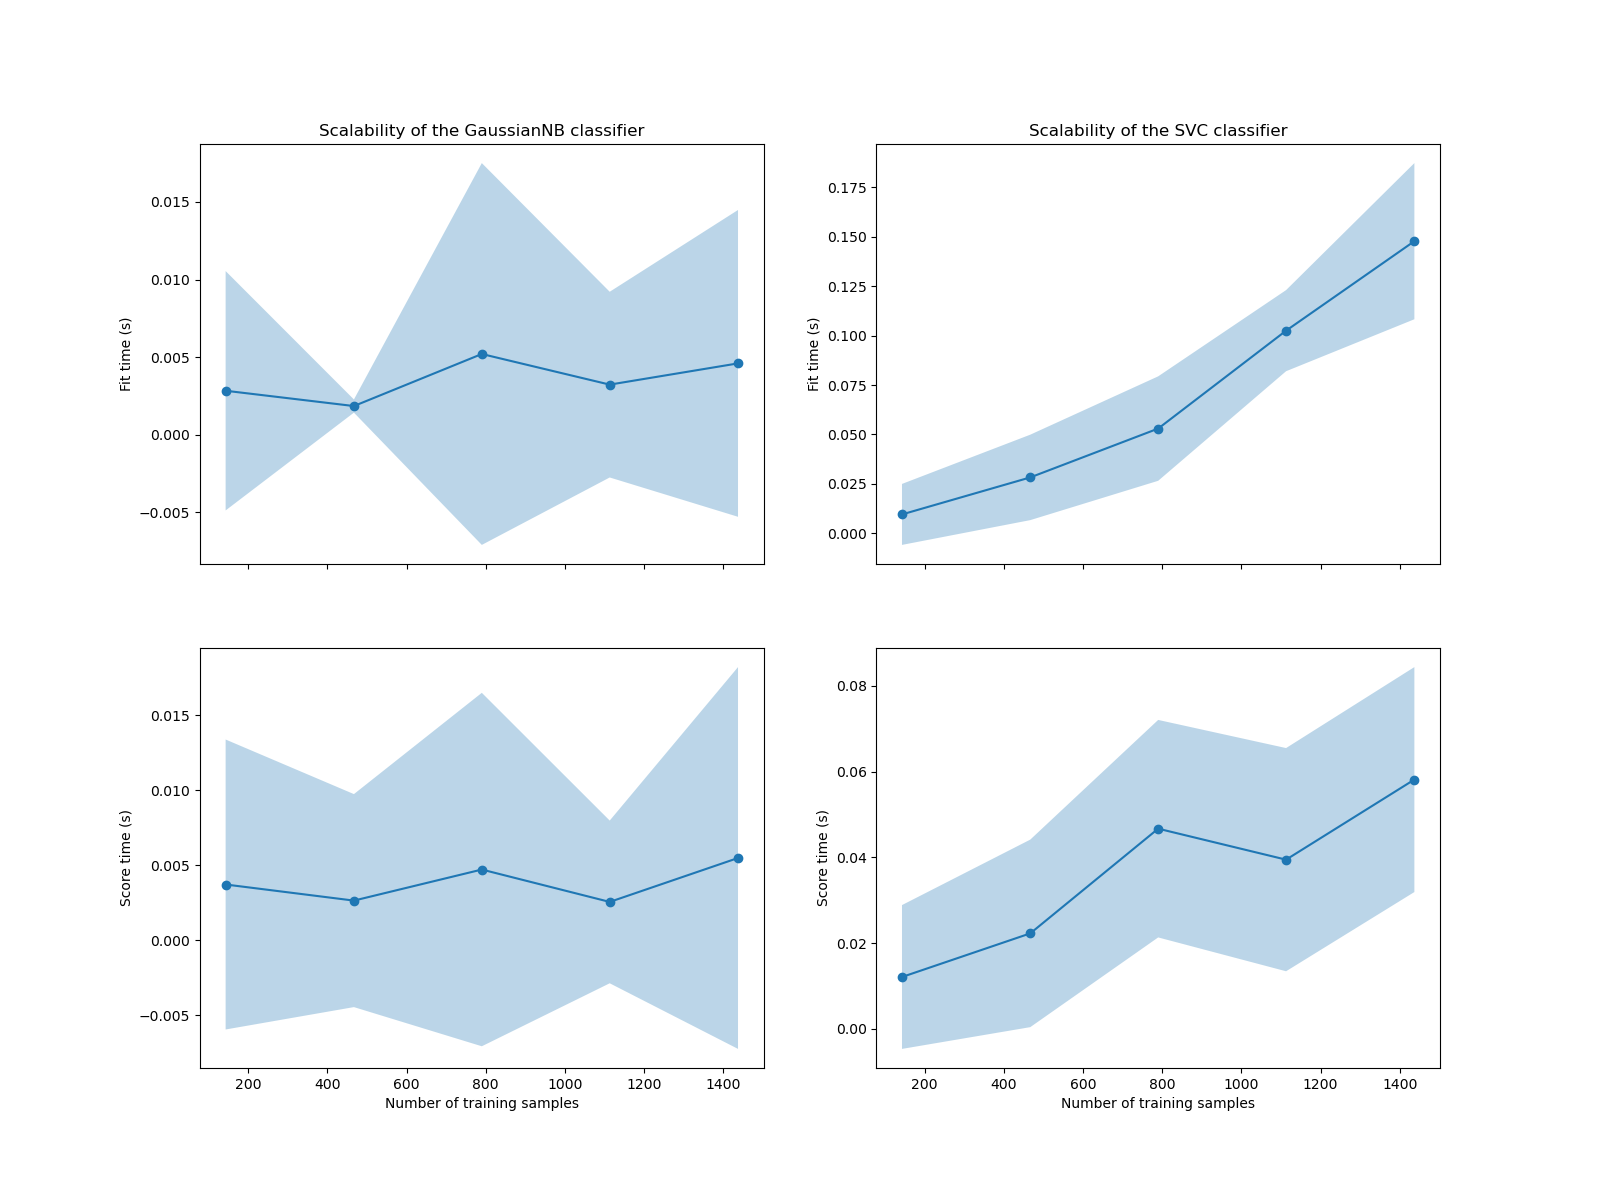 Scalability of the GaussianNB classifier
Fit time (s)
0.015
0.010
0.005
0.000
−0.005
Scalability of the SVC classifier
Fit time (s)
0.175
0.150
0.125
0.100
0.075
0.050
0.025
0.000
Score time (s)
0.015
0.010
0.005
0.000
−0.005
200 400 600 800 1000 1200 1400
Number of training samples
Score time (s)
0.08
0.06
0.04
0.02
0.00
200 400 600 800 1000 1200 1400
Number of training samples